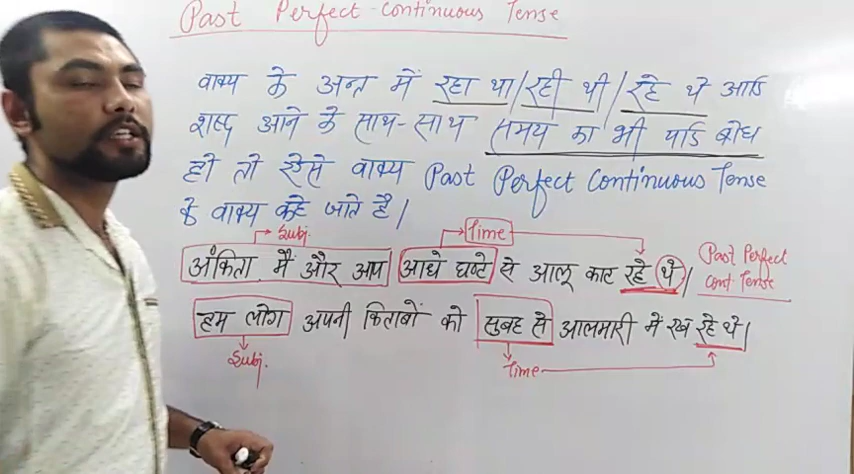 Past Perfect-continuous Tense
वाक्य के अन्त में रहा था/रही थी/रहे थे आदि
शब्द आने के साथ-साथ समय का भी यदि बोध
हो तो ऐसे वाक्य Past Perfect Continuous Tense
के वाक्य कहे जाते है।
Subj. Time
अंकिता मैं और आप आधे घण्टे से आलू काट रहे थे। Past Perfect Cont. Tense
हम लोग अपनी किताबों को सुबह से आलमारी में रख रहे थे।
Subj. Time